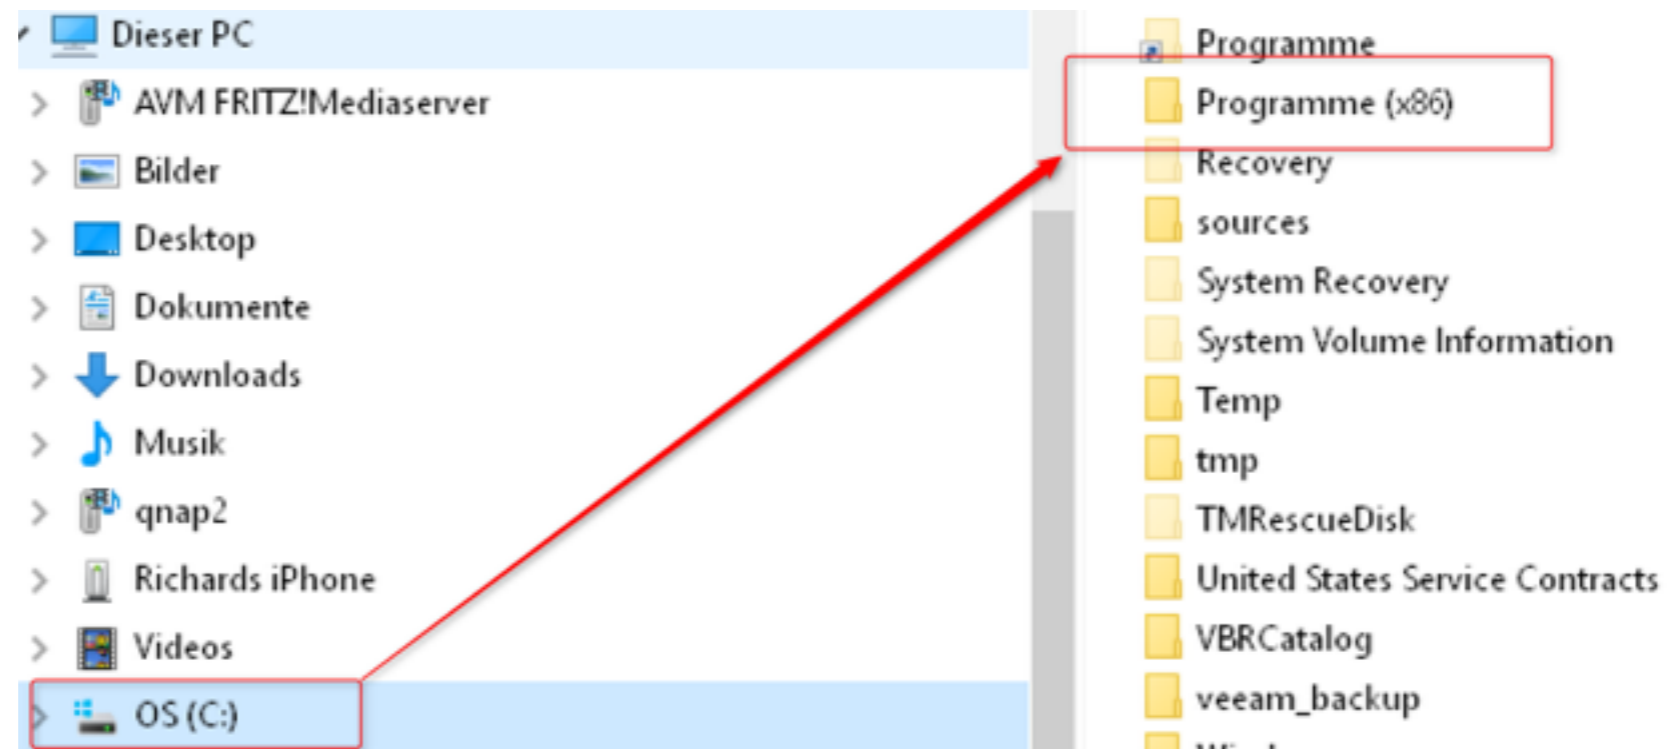 Dieser PC
AVM FRITZ!Mediaserver
Bilder
Desktop
Dokumente
Downloads
Musik
qnap2
Richards iPhone
Videos
OS (C:)
Programme
Programme (x86)
Recovery
sources
System Recovery
System Volume Information
Temp
tmp
TMRescueDisk
United States Service Contracts
VBRCatalog
veeam_backup